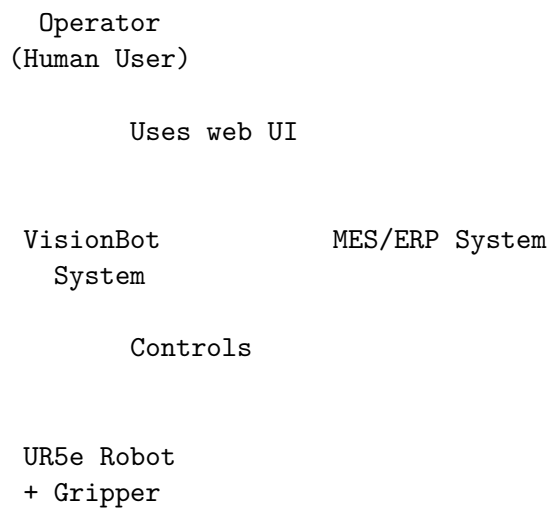 Operator
(Human User)
Uses web UI
VisionBot MES/ERP System
System
Controls
UR5e Robot
+ Gripper